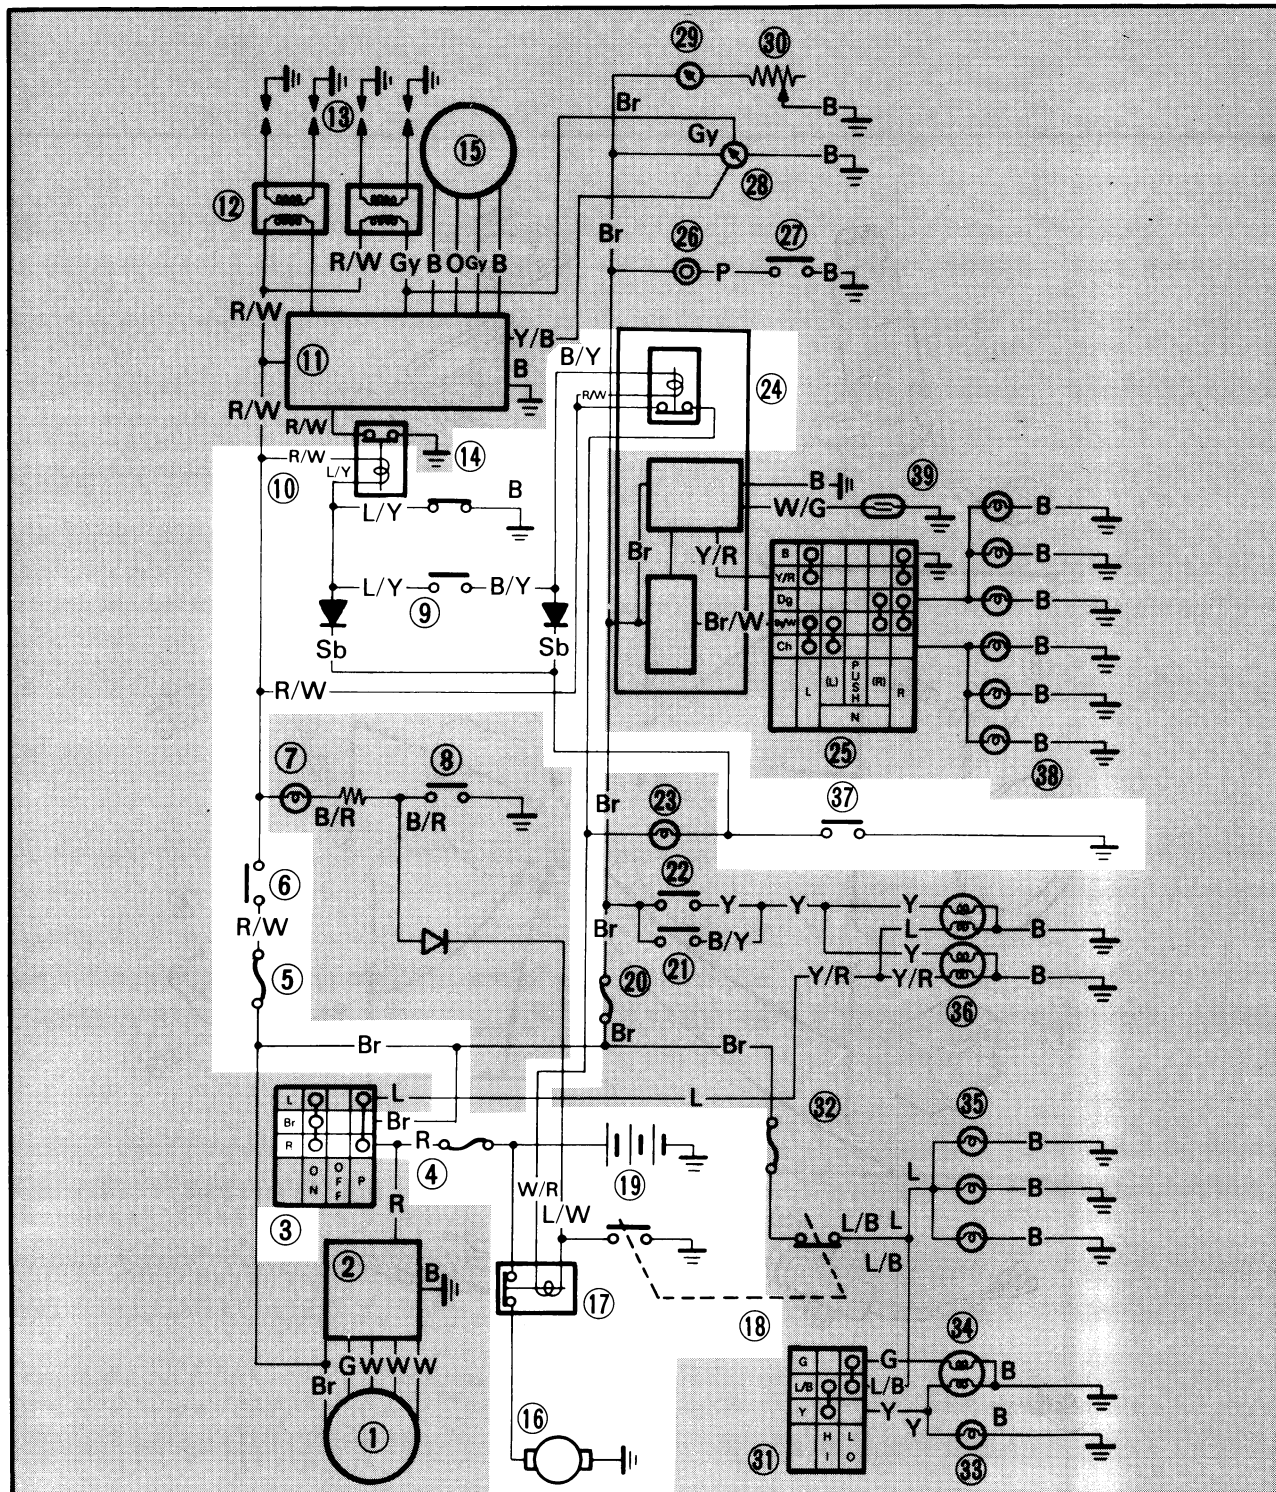 29 30
Br B
13
15 Gy
B
28
12
Br 26 27
R/W Gy B O Gy B
P B
R/W
11 Y/B
B/Y
B
R/W 24
R/W
R/W
14
R/W
L/Y
10
B
B
39
L/Y
W/G
B
Br Y/R
B
B
Y/R
L/Y B/Y
Dg
B
9
Br/W
Br/W
Sb Sb
Ch
B
R/W
L (L) PUSH (R) R
B
N
B
25 38
7 8
Br 23 37
B/R B/R
22
6
Y Y Y
R/W
Br B/Y L B
21 Y
5 20 Y/R Y/R B
36
Br Br Br
L L L 32 35
Br Br
R R B
4
ON OFF P
19 L B
W/R
R L/W
3 L/B L B
L/B
2 B
17
18 34
G G
B
G W W W
L/B L/B
Br
Y Y B
Y
16
1
HI LO
31 33